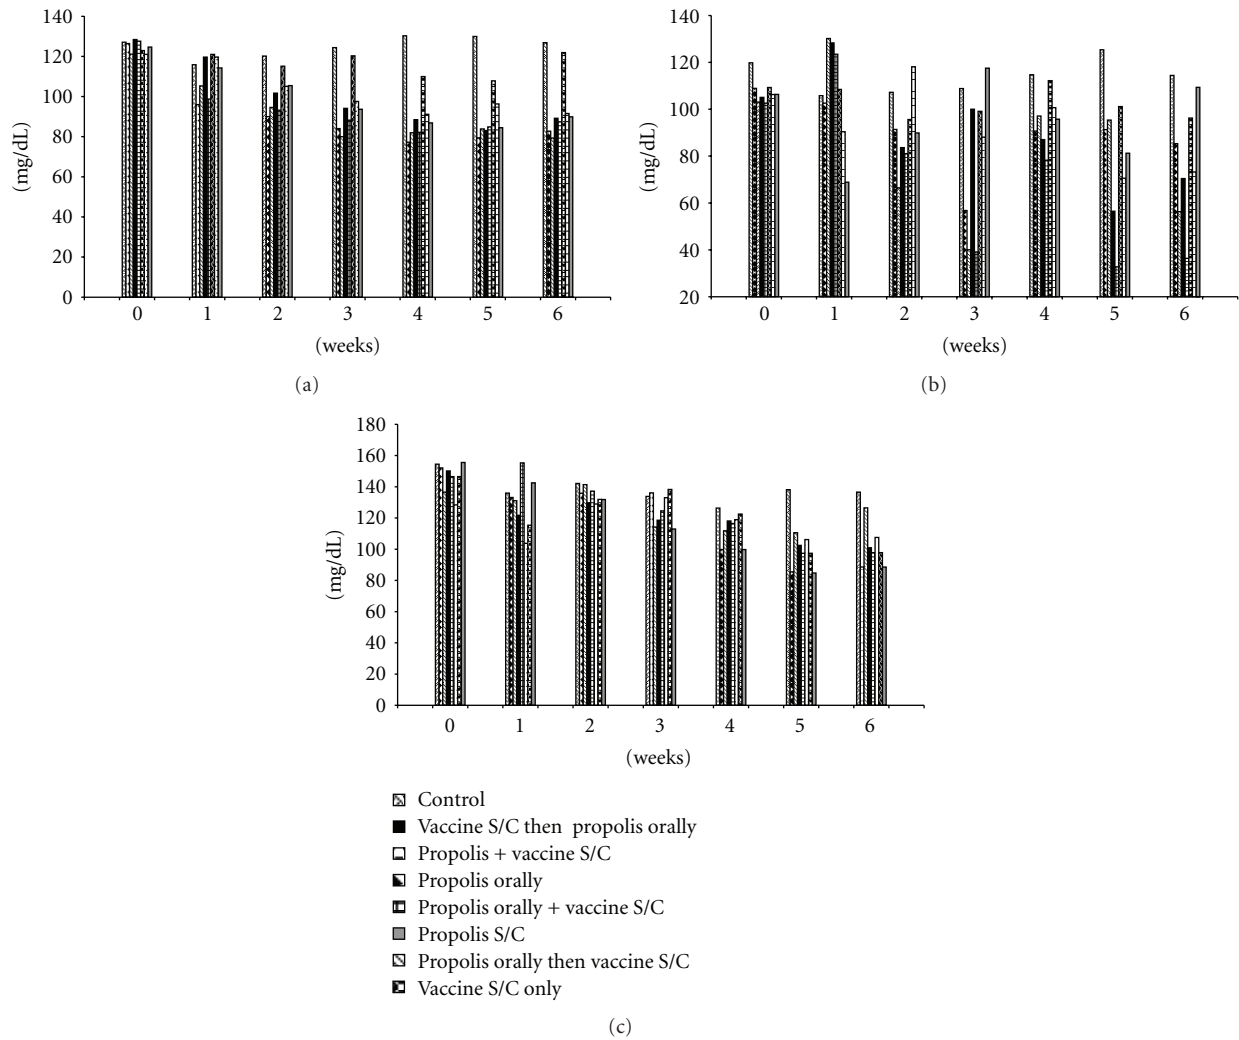 140
120
100
80
60
40
20
0
(mg/dL)
0 1 2 3 4 5 6
(weeks)
(a)
140
120
100
80
60
40
20
(mg/dL)
0 1 2 3 4 5 6
(weeks)
(b)
180
160
140
120
100
80
60
40
20
0
(mg/dL)
0 1 2 3 4 5 6
(weeks)
Control
Vaccine S/C then propolis orally
Propolis + vaccine S/C
Propolis orally
Propolis orally + vaccine S/C
Propolis S/C
Propolis orally then vaccine S/C
Vaccine S/C only
(c)